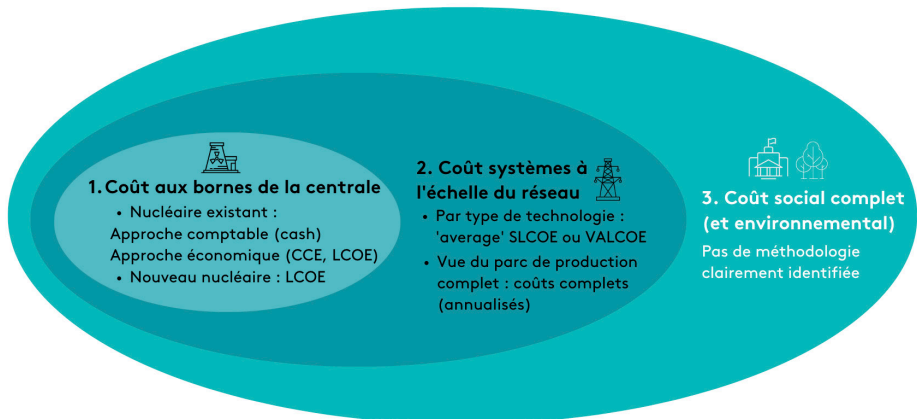 1. Coût aux bornes de la centrale
• Nucléaire existant :
Approche comptable (cash)
Approche économique (CCE, LCOE)
• Nouveau nucléaire : LCOE
2. Coût systèmes à
l'échelle du réseau
• Par type de technologie :
'average' SLCOE ou VALCOE
• Vue du parc de production
complet : coûts complets
(annualisés)
3. Coût social complet
(et environnemental)
Pas de méthodologie
clairement identifiée